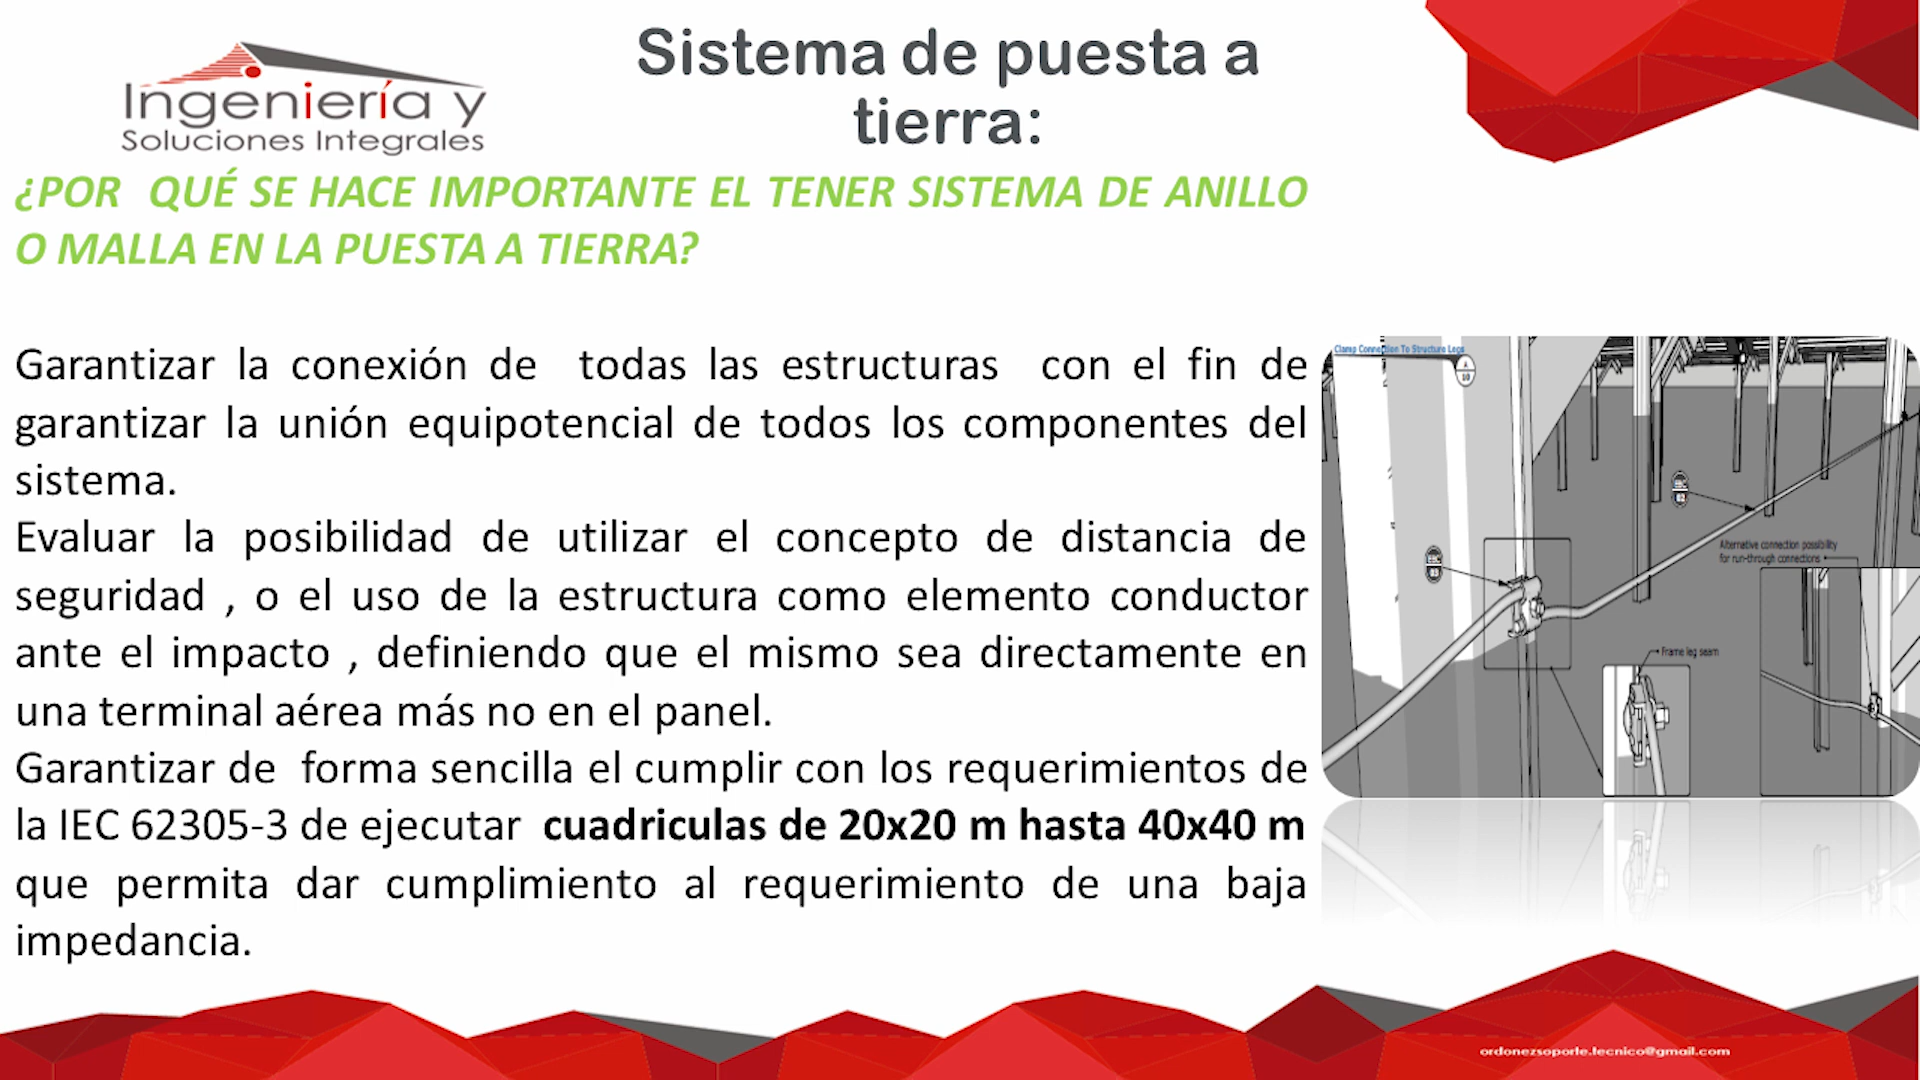 Ingeniería y
Soluciones Integrales
Sistema de puesta a
tierra:
¿POR QUÉ SE HACE IMPORTANTE EL TENER SISTEMA DE ANILLO
O MALLA EN LA PUESTA A TIERRA?
Garantizar la conexión de todas las estructuras con el fin de
garantizar la unión equipotencial de todos los componentes del
sistema.
Evaluar la posibilidad de utilizar el concepto de distancia de
seguridad , o el uso de la estructura como elemento conductor
ante el impacto , definiendo que el mismo sea directamente en
una terminal aérea más no en el panel.
Garantizar de forma sencilla el cumplir con los requerimientos de
la IEC 62305-3 de ejecutar cuadriculas de 20x20 m hasta 40x40 m
que permita dar cumplimiento al requerimiento de una baja
impedancia.
Clamp Connection To Structure Legs
A
10
Alternative connection possibility
for run-through connections
Frame leg seam
ordonezsoporte.tecnico@gmail.com